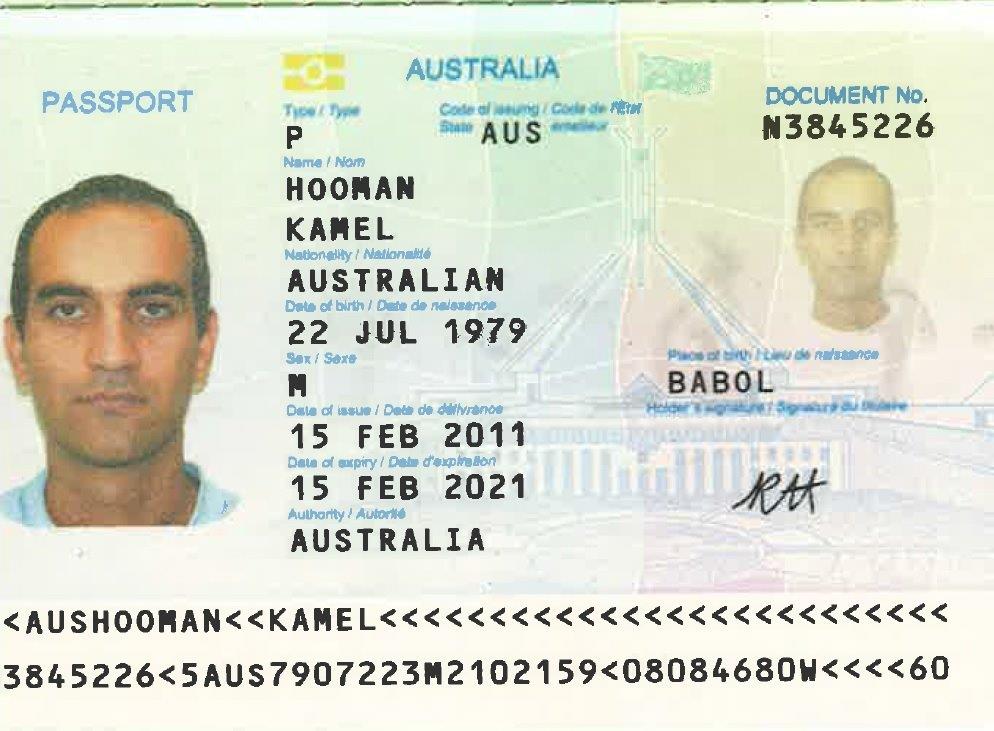 PASSPORT
AUSTRALIA
Type / Type
Code of issuing / Code de l'État
State AUS émetteur
P
DOCUMENT No.
N3845226
Name / Nom
HOOMAN
KAMEL
Nationality / Nationalité
AUSTRALIAN
Date of birth / Date de naissance
22 JUL 1979
Sex / Sexe
M
Date of issue / Date de délivrance
15 FEB 2011
Date of expiry / Date d'expiration
15 FEB 2021
Authority / Autorité
AUSTRALIA
Place of birth / Lieu de naissance
BABOL
Holder's signature / Signature du titulaire
<AUSHOOMAN<<KAMEL<<<<<<<<<<<<<<<<<<<<<<<<<<
3845226<5AUS7907223M2102159<08084680W<<<<60